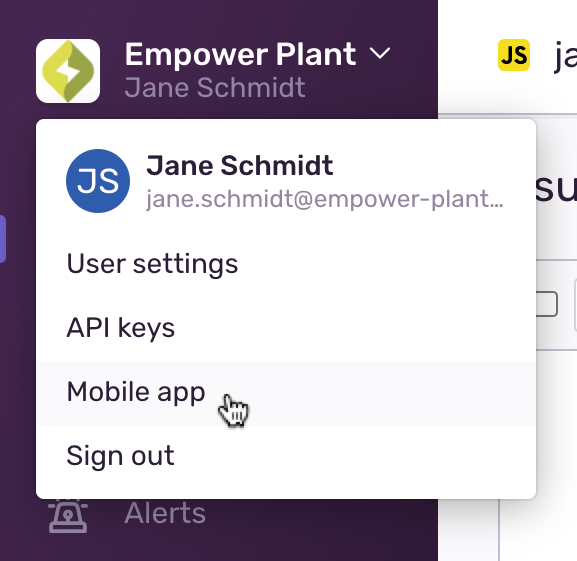 Empower Plant
Jane Schmidt
JS
ja
JS
Jane Schmidt
jane.schmidt@empower-plant...
su
User settings
API keys
Mobile app
Sign out
Alerts